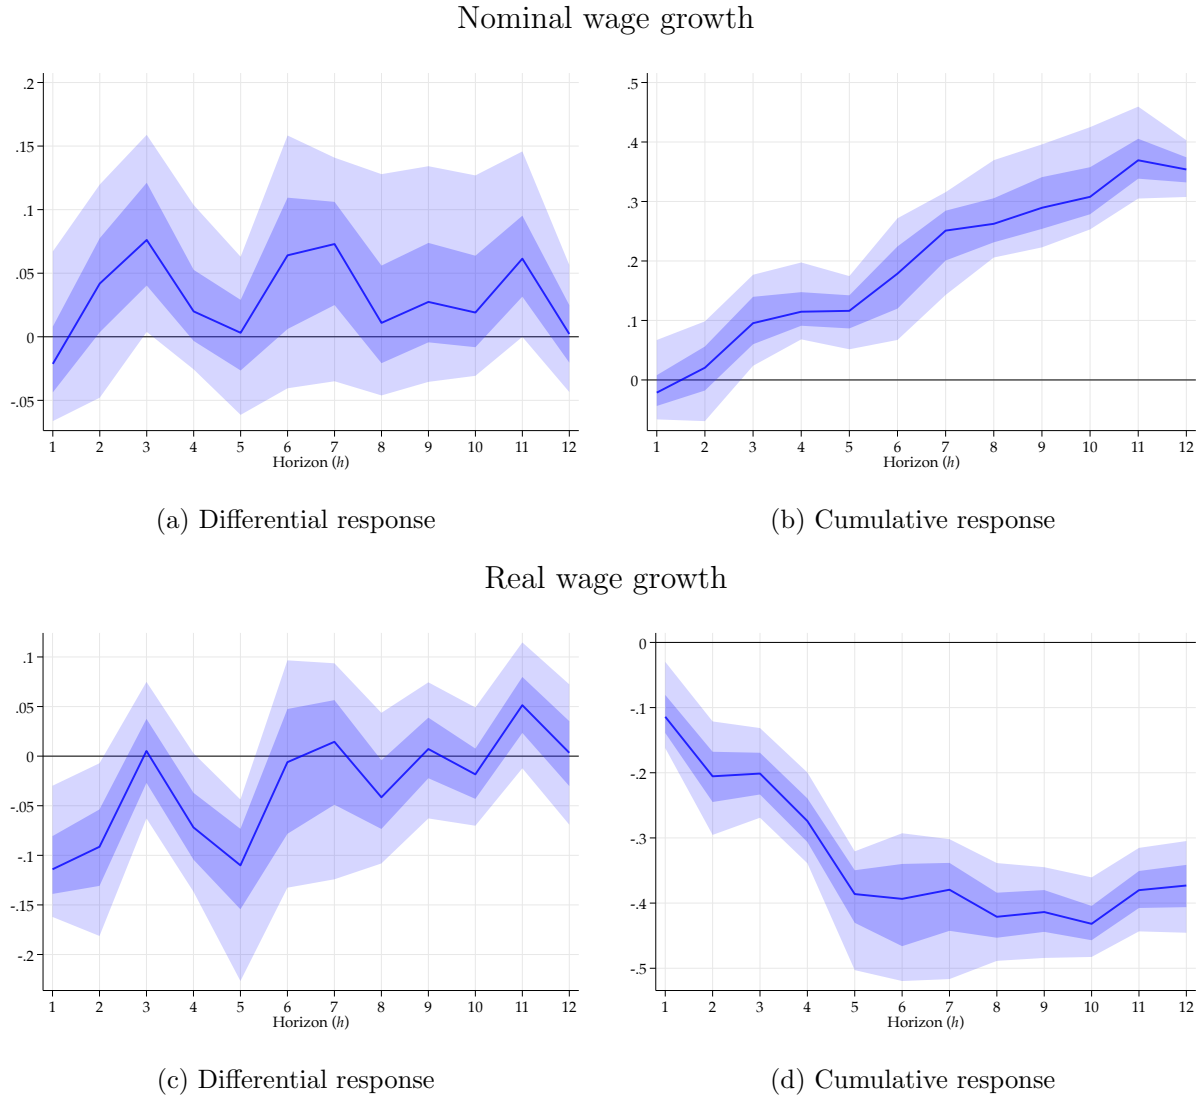 Nominal wage growth
.2
.15
.1
.05
0
-.05
1 2 3 4 5 6 7 8 9 10 11 12
Horizon (h)
(a) Differential response
.5
.4
.3
.2
.1
0
1 2 3 4 5 6 7 8 9 10 11 12
Horizon (h)
(b) Cumulative response
Real wage growth
.1
.05
0
-.05
-.1
-.15
-.2
1 2 3 4 5 6 7 8 9 10 11 12
Horizon (h)
(c) Differential response
0
-.1
-.2
-.3
-.4
-.5
1 2 3 4 5 6 7 8 9 10 11 12
Horizon (h)
(d) Cumulative response